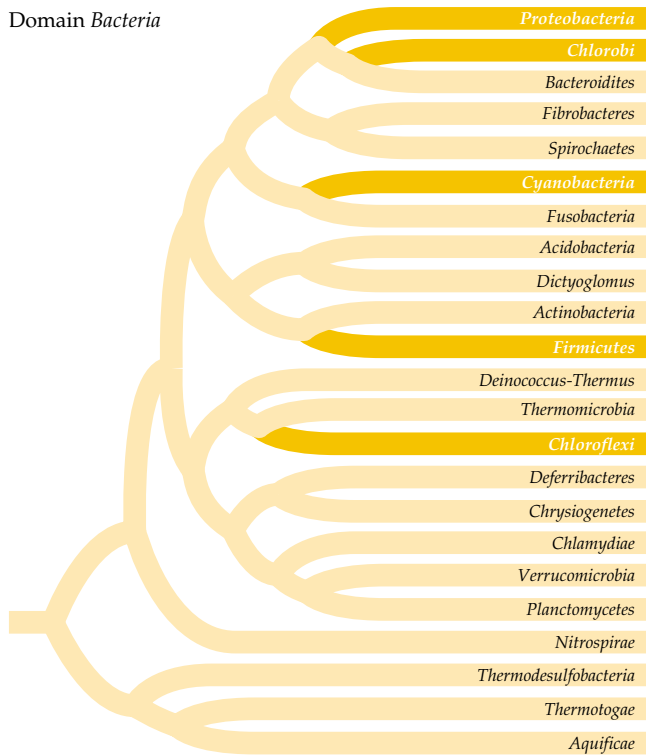 Domain Bacteria
Proteobacteria
Chlorobi
Bacteroidites
Fibrobacteres
Spirochaetes
Cyanobacteria
Fusobacteria
Acidobacteria
Dictyoglomus
Actinobacteria
Firmicutes
Deinococcus-Thermus
Thermomicrobia
Chloroflexi
Deferribacteres
Chrysiogenetes
Chlamydiae
Verrucomicrobia
Planctomycetes
Nitrospirae
Thermodesulfobacteria
Thermotogae
Aquificae